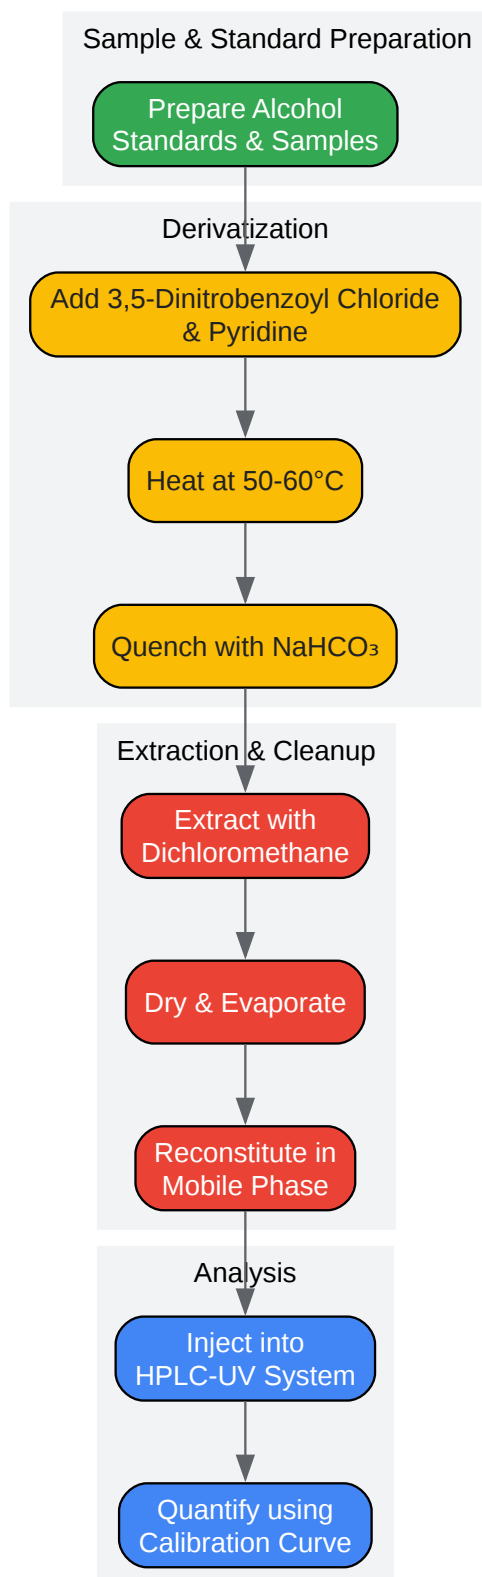 Sample & Standard Preparation
Prepare Alcohol
Standards & Samples
Derivatization
Add 3,5-Dinitrobenzoyl Chloride
& Pyridine
Heat at 50-60°C
Quench with NaHCO₃
Extraction & Cleanup
Extract with
Dichloromethane
Dry & Evaporate
Reconstitute in
Mobile Phase
Analysis
Inject into
HPLC-UV System
Quantify using
Calibration Curve